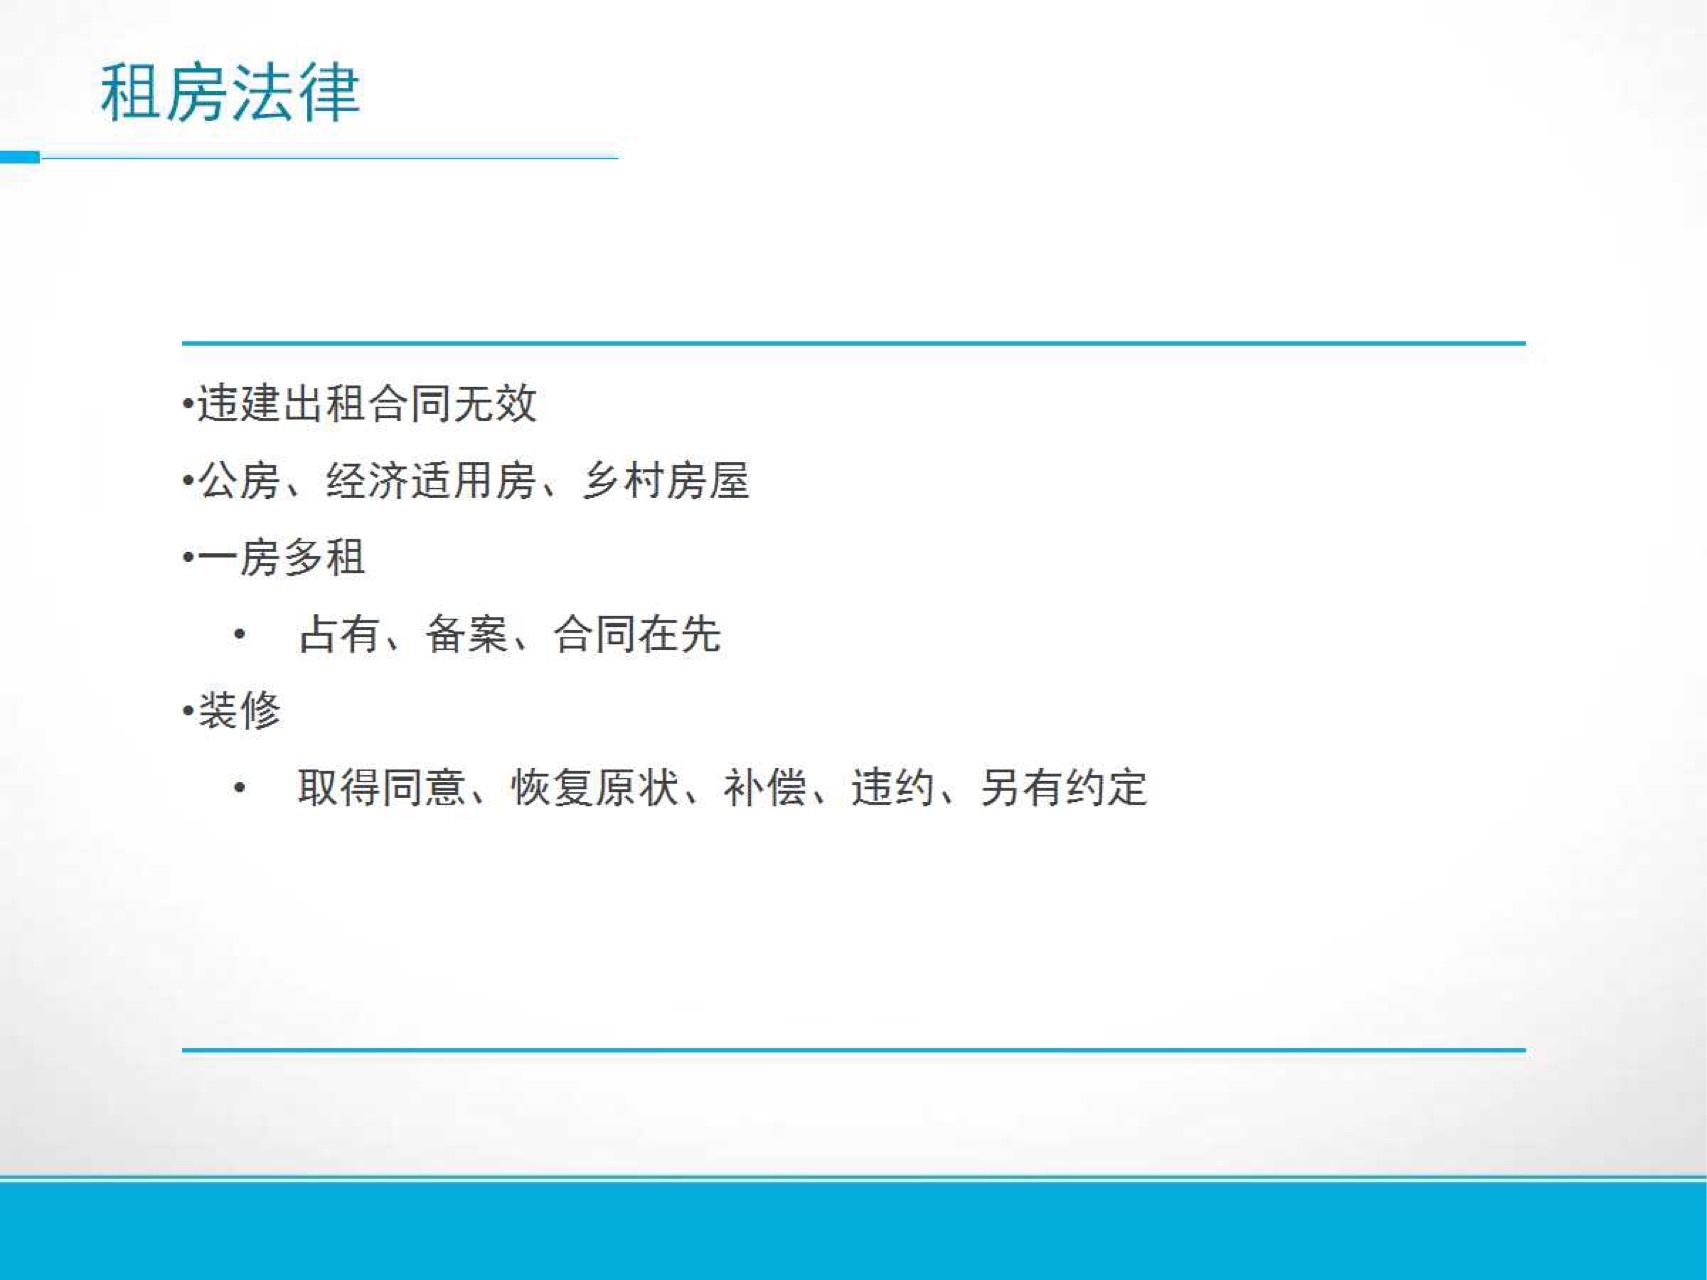 租房法律
•违建出租合同无效
•公房、经济适用房、乡村房屋
•一房多租
• 占有、备案、合同在先
•装修
• 取得同意、恢复原状、补偿、违约、另有约定